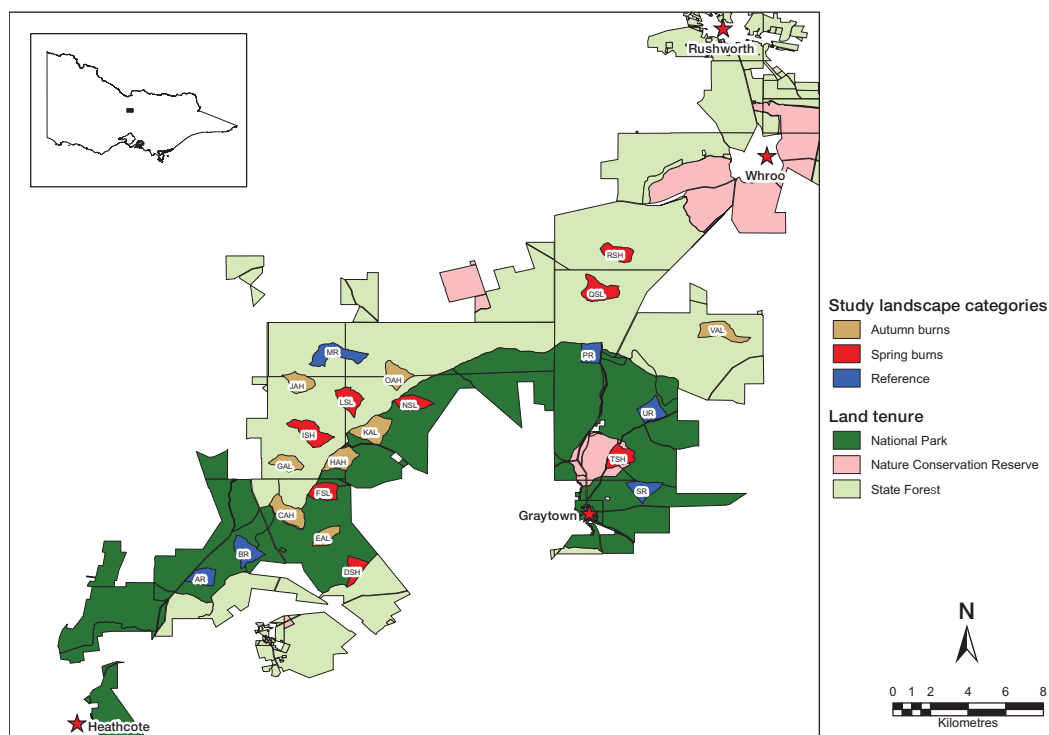 Rushworth
Whroo
RSH
QSL
VAL
MR
PR
OAH
JAH
LSL
NSL
UR
KAL
ISH
HAH
GAL
TSH
FSL
SR
CAH
Graytown
EAL
BR
DSH
AR
Heathcote
Study landscape categories
Autumn burns
Spring burns
Reference
Land tenure
National Park
Nature Conservation Reserve
State Forest
N
0 1 2 4 6 8
Kilometres